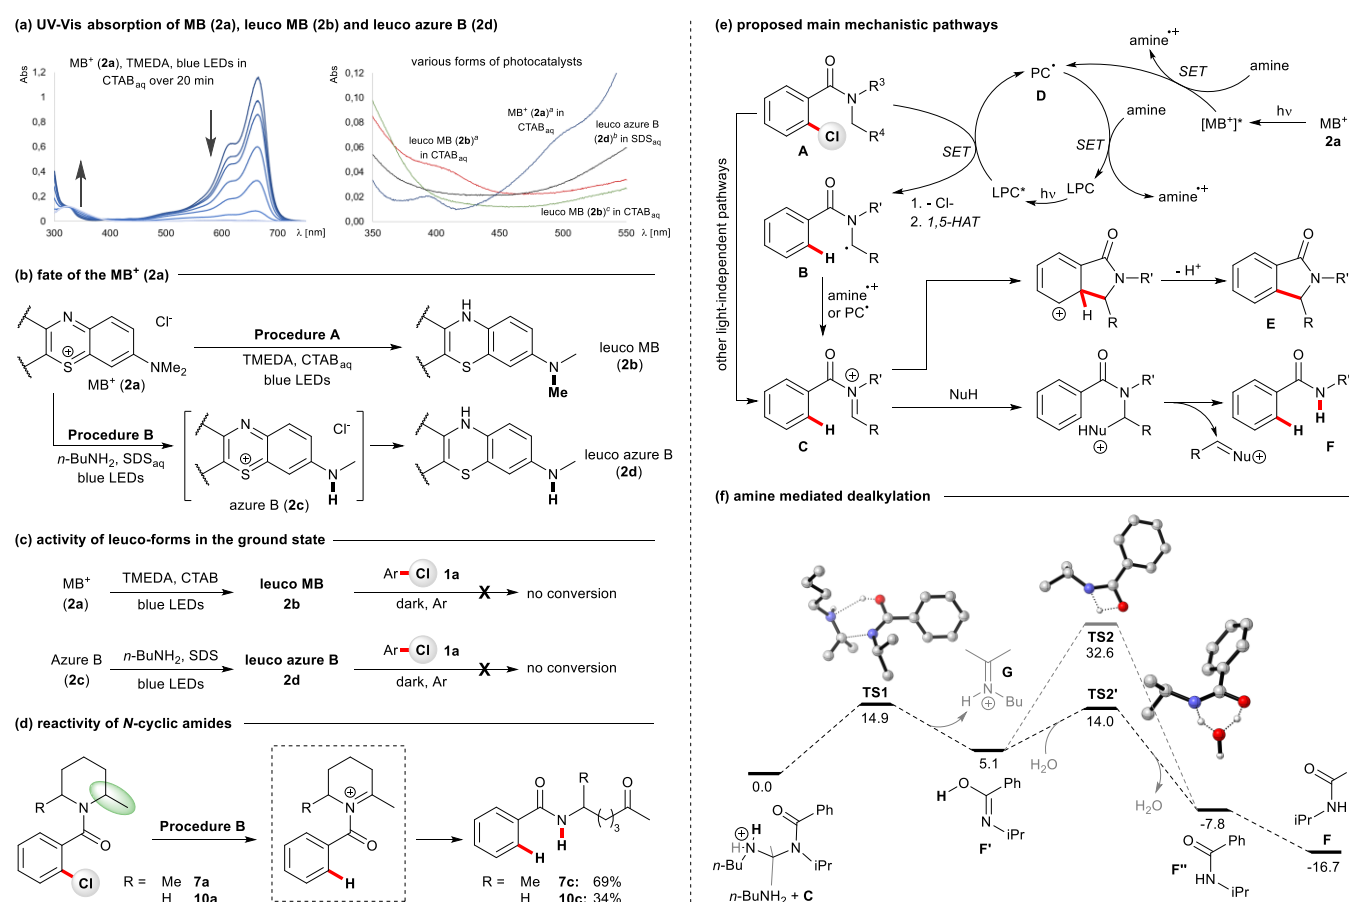 (a) UV-Vis absorption of MB (2a), leuco MB (2b) and leuco azure B (2d)
Abs
MB+ (2a), TMEDA, blue LEDs in
CTABaq over 20 min
1,2
1
0,8
0,6
0,4
0,2
0
300
400
500
600
700
λ [nm]
Abs
various forms of photocatalysts
0,12
0,10
0,08
0,06
0,04
0,02
0,00
MB+ (2a)a in
CTABaq
leuco azure B
(2d)b in SDSaq
leuco MB (2b)a
in CTABaq
leuco MB (2b)c in CTABaq
350
400
450
500
550
λ [nm]
(b) fate of the MB+ (2a)
N
Cl-
S
NMe2
MB+ (2a)
Procedure A
TMEDA, CTABaq
blue LEDs
H
N
S
N
Me
leuco MB
(2b)
Procedure B
n-BuNH2, SDSaq
blue LEDs
N
Cl-
S
N
H
azure B (2c)
H
N
S
N
H
leuco azure B
(2d)
(c) activity of leuco-forms in the ground state
MB+
(2a)
TMEDA, CTAB
blue LEDs
leuco MB
2b
Ar Cl 1a
dark, Ar
X
no conversion
Azure B
(2c)
n-BuNH2, SDS
blue LEDs
leuco azure B
2d
Ar Cl 1a
dark, Ar
X
no conversion
(d) reactivity of N-cyclic amides
R
N
O
Cl
R = Me 7a
H 10a
Procedure B
R
N
O
H
O
R
O
N
H
3
H
R = Me 7c: 69%
H 10c: 34%
(e) proposed main mechanistic pathways
other light-independent pathways
O
N
R3
R4
Cl
A
SET
PC•
D
SET
amine•+
SET
amine
amine
[MB+]*
hν
MB+
2a
LPC*
hν
LPC
amine•+
1. - Cl-
2. 1,5-HAT
O
N
R'
H
R
B
amine•+
or PC•
O
N
R'
H
R
C
O
N
R'
H
R
- H+
O
N
R'
R
E
NuH
O
N
R'
HNu
R
R
Nu
O
N
R'
H
H
F
(f) amine mediated dealkylation
0.0
TS1
14.9
G
H
N
Bu
5.1
H2O
TS2
32.6
TS2'
14.0
H2O
-7.8
F
-16.7
H
H
N
n-Bu
O
Ph
N
iPr
n-BuNH2 + C
H
O
Ph
N
iPr
F'
F''
O
Ph
HN
iPr
O
iPr
N
H